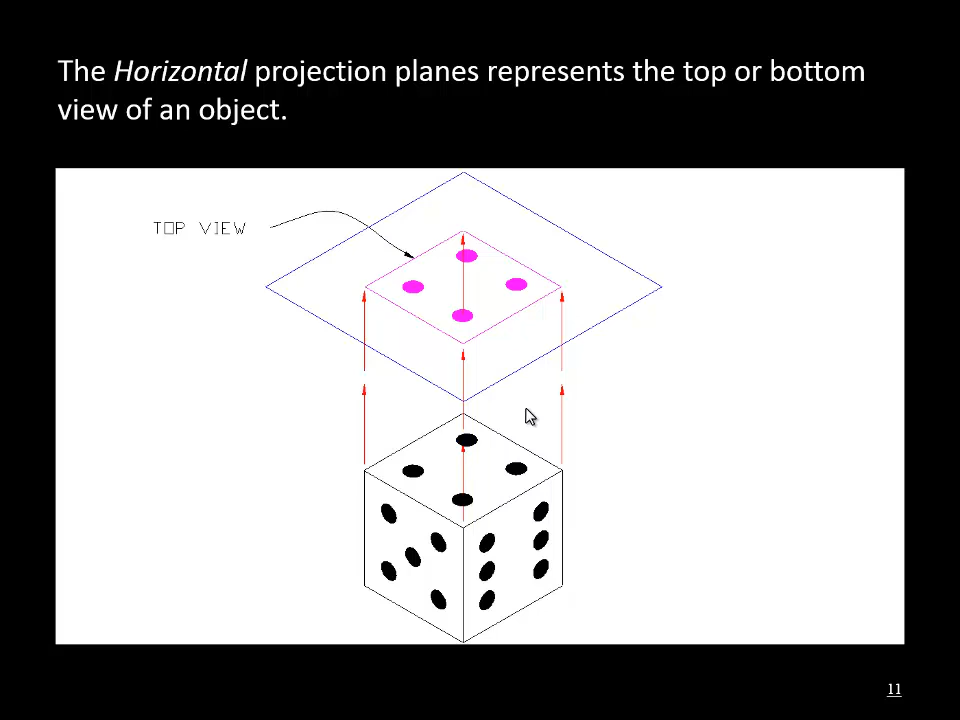 The Horizontal projection planes represents the top or bottom
view of an object.
TOP VIEW
11